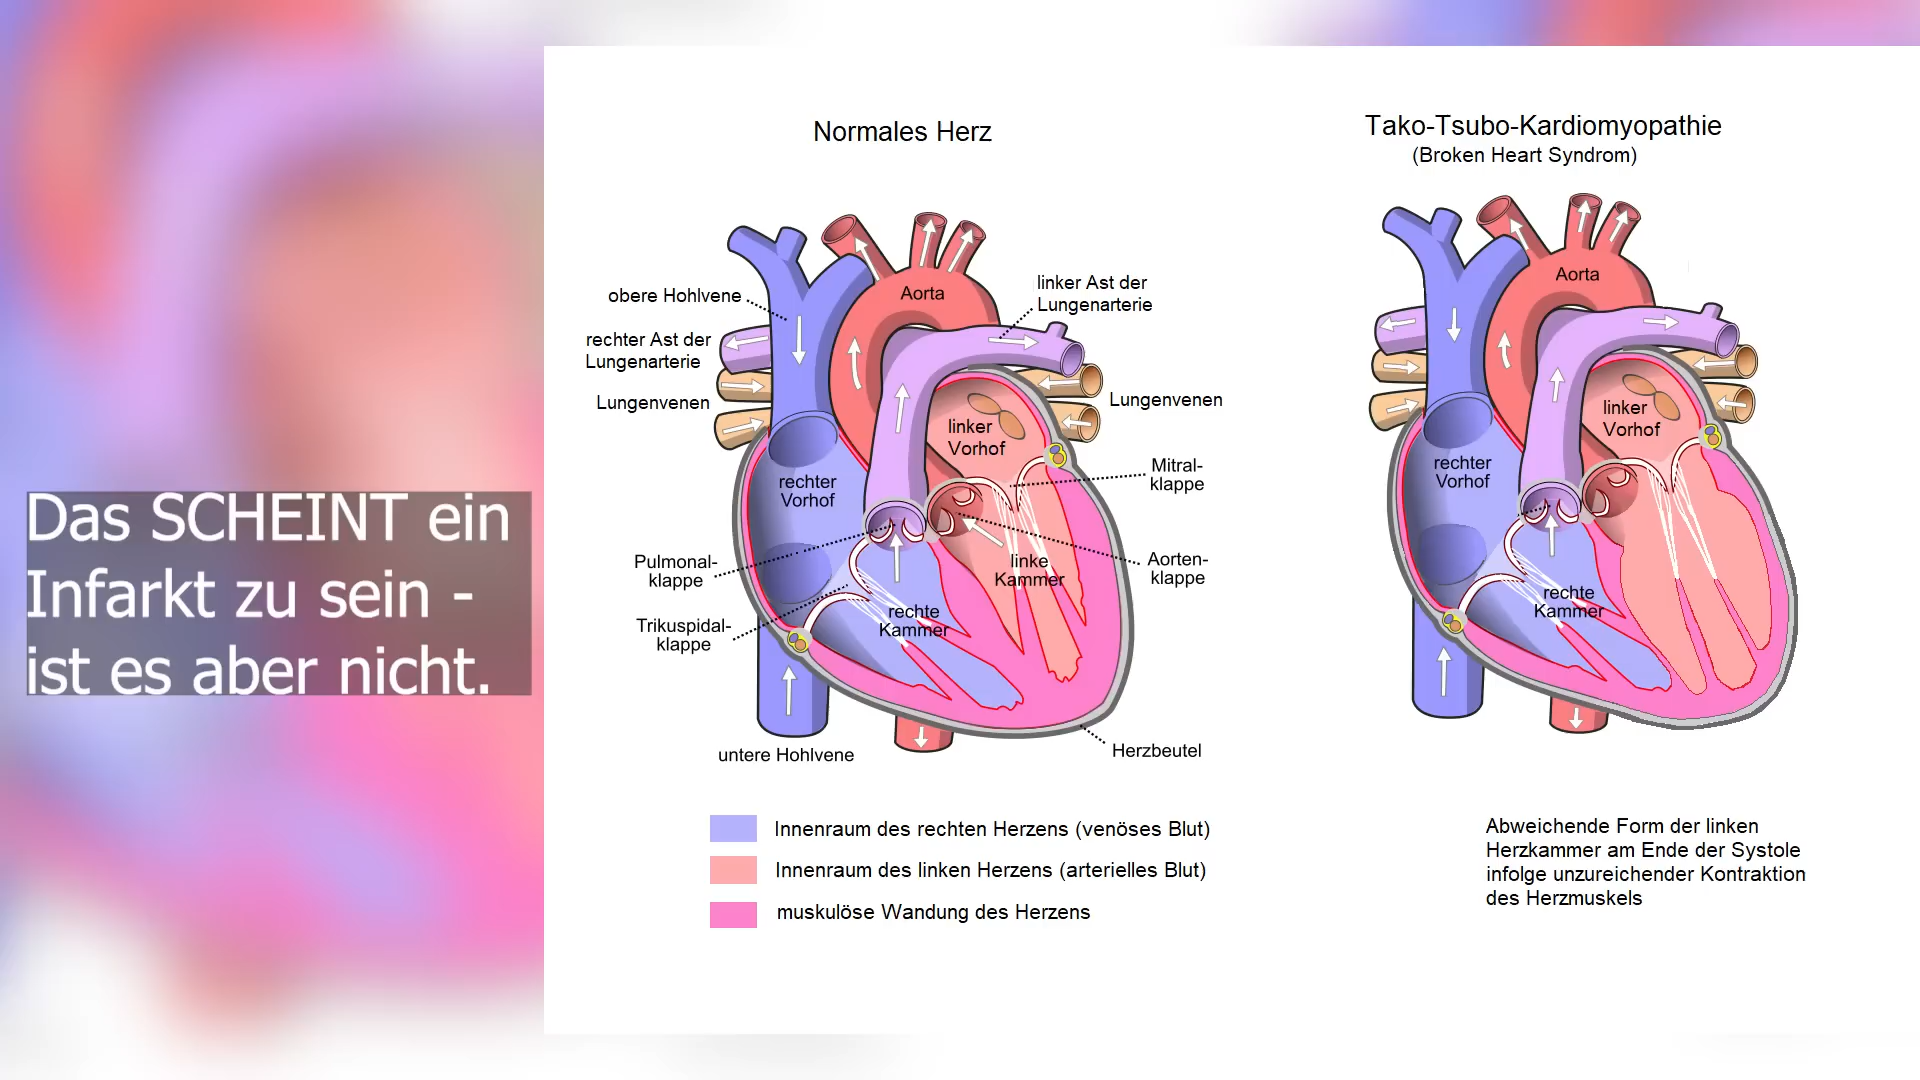 Das SCHEINT ein
Infarkt zu sein -
ist es aber nicht.
Normales Herz
obere Hohlvene
Aorta
linker Ast der
Lungenarterie
rechter Ast der
Lungenarterie
Lungenvenen
Lungenvenen
linker
Vorhof
rechter
Vorhof
Mitral-
klappe
Pulmonal-
klappe
linke
Kammer
Aorten-
klappe
rechte
Kammer
Trikuspidal-
klappe
untere Hohlvene
Herzbeutel
Innenraum des rechten Herzens (venöses Blut)
Innenraum des linken Herzens (arterielles Blut)
muskulöse Wandung des Herzens
Tako-Tsubo-Kardiomyopathie
(Broken Heart Syndrom)
Aorta
linker
Vorhof
rechter
Vorhof
rechte
Kammer
Abweichende Form der linken
Herzkammer am Ende der Systole
infolge unzureichender Kontraktion
des Herzmuskels